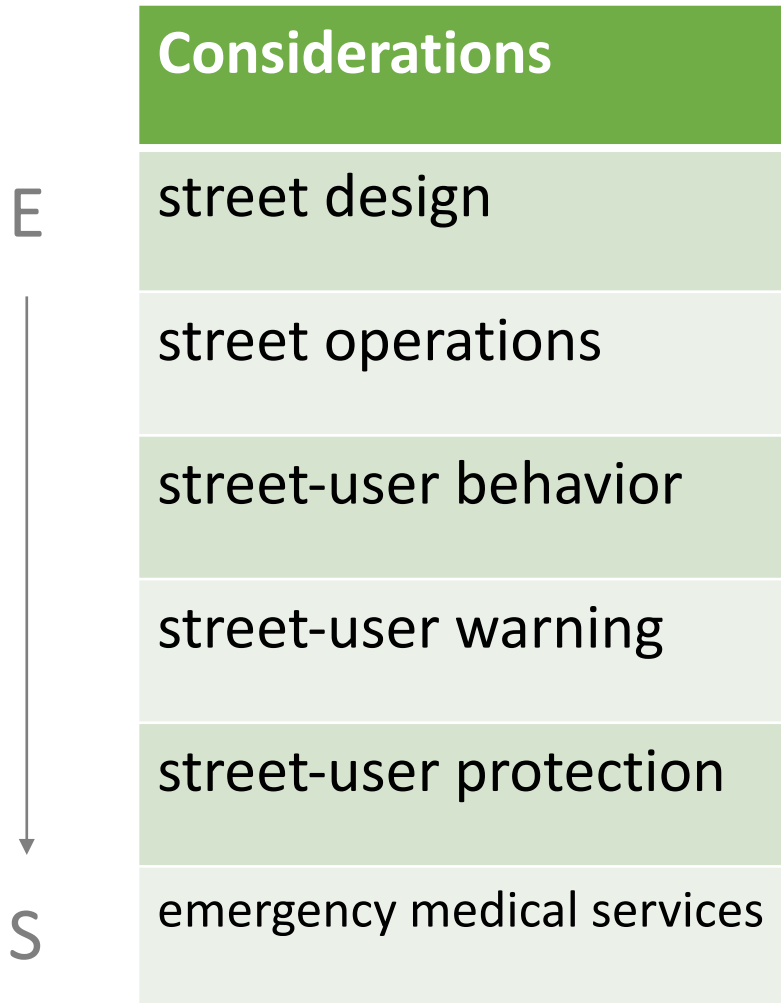 Considerations
E
street design
street operations
street-user behavior
street-user warning
street-user protection
S
emergency medical services